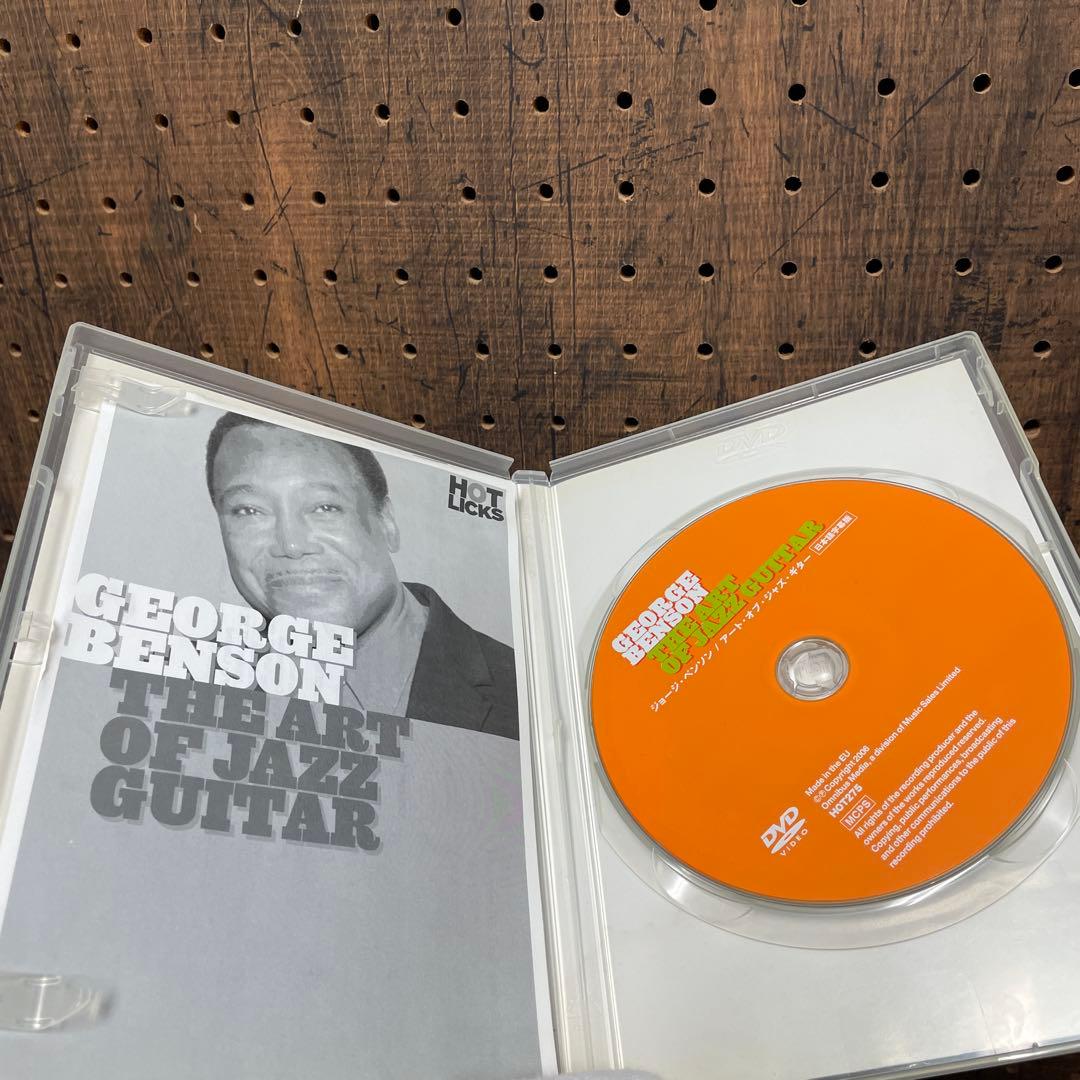 HOT
LICKS
GEORGE
BENSON
THE ART
OF JAZZ
GUITAR
DVD
GEORGE
BENSON
THE ART
OF JAZZ GUITAR
ジョージ・ベンソン / アート・オブ・ジャズ・ギター 日本語字幕版
Made in the EU
©℗ Copyright 2006
Omnibus Media, a division of Music Sales Limited.
HOT275
MCPS
All rights of the recording producer and the
owners of the works reproduced reserved.
Copying, public performances, broadcasting
and other communications to the public of this
recording prohibited.
DVD
VIDEO